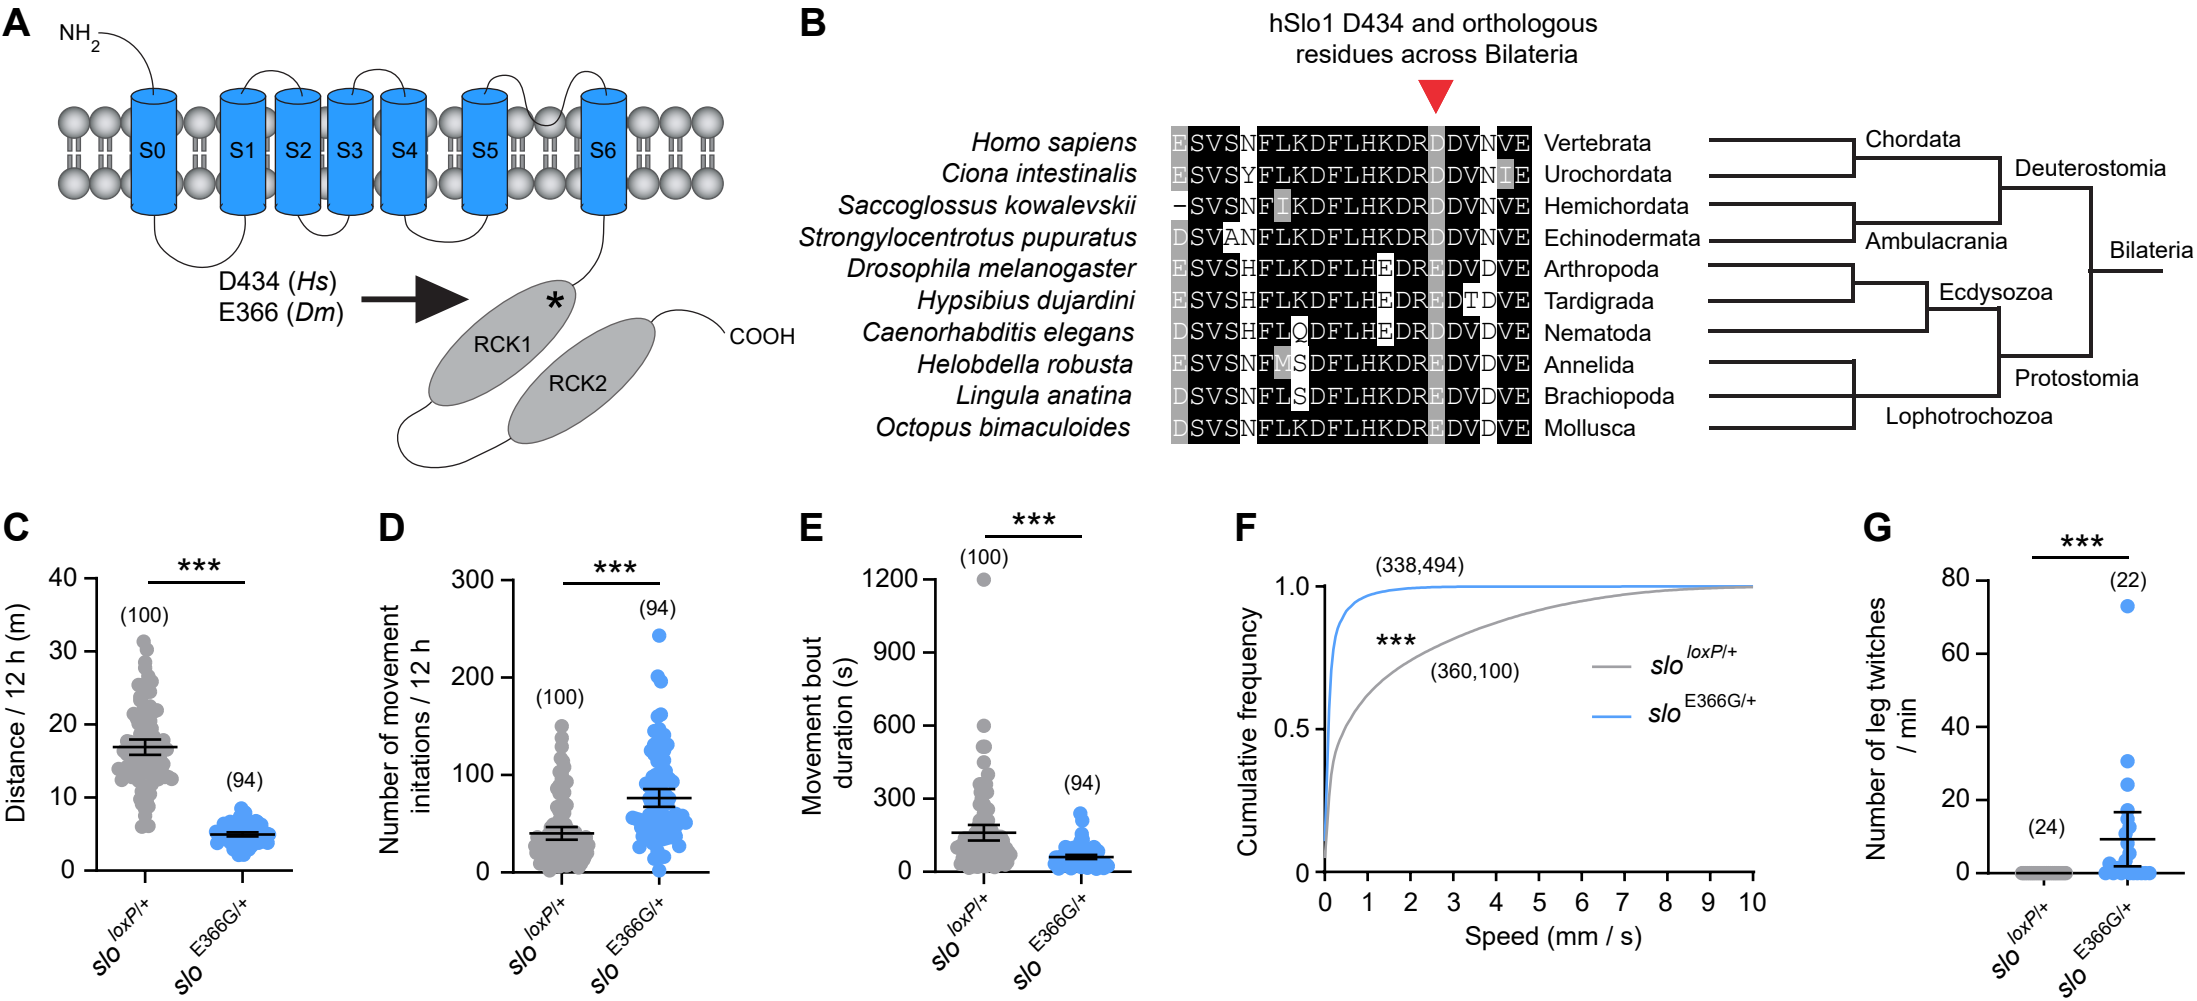 A
NH2
S0 S1 S2 S3 S4 S5 S6
D434 (Hs)
E366 (Dm)
*
RCK1
RCK2
COOH
B
hSlo1 D434 and orthologous
residues across Bilateria
Homo sapiens ESVSNFLKDFLHKDRDDVNVE Vertebrata
Ciona intestinalis ESVSYFLKDFLHKDRDDVNIE Urochordata
Saccoglossus kowalevskii -SVSNFIKDFLHKDRDDVNVE Hemichordata
Strongylocentrotus pupuratus DSVANFLKDFLHKDRDDVNVE Echinodermata
Drosophila melanogaster ESVSHFLKDFLHEDREDVDVE Arthropoda
Hypsibius dujardini ESVSHFLKDFLHEDREDTDVE Tardigrada
Caenorhabditis elegans DSVSHFLQDFLHEDRDDVDVE Nematoda
Helobdella robusta ESVSNFMSDFLHKDREDVDVE Annelida
Lingula anatina DSVSNFLSDFLHKDREDVDVE Brachiopoda
Octopus bimaculoides DSVSNFLKDFLHKDREDVDVE Mollusca
Chordata
Deuterostomia
Ambulacrania
Bilateria
Ecdysozoa
Protostomia
Lophotrochozoa
C
Distance / 12 h (m)
40
30
20
10
0
***
(100)
(94)
slo loxP/+
slo E366G/+
D
Number of movement
initations / 12 h
300
200
100
0
***
(100)
(94)
slo loxP/+
slo E366G/+
E
Movement bout
duration (s)
1200
900
600
300
0
***
(100)
(94)
slo loxP/+
slo E366G/+
F
Cumulative frequency
1.0
0.5
0
(338,494)
***
(360,100)
slo loxP/+
slo E366G/+
0 1 2 3 4 5 6 7 8 9 10
Speed (mm / s)
G
Number of leg twitches
/ min
80
60
40
20
0
***
(22)
(24)
slo loxP/+
slo E366G/+